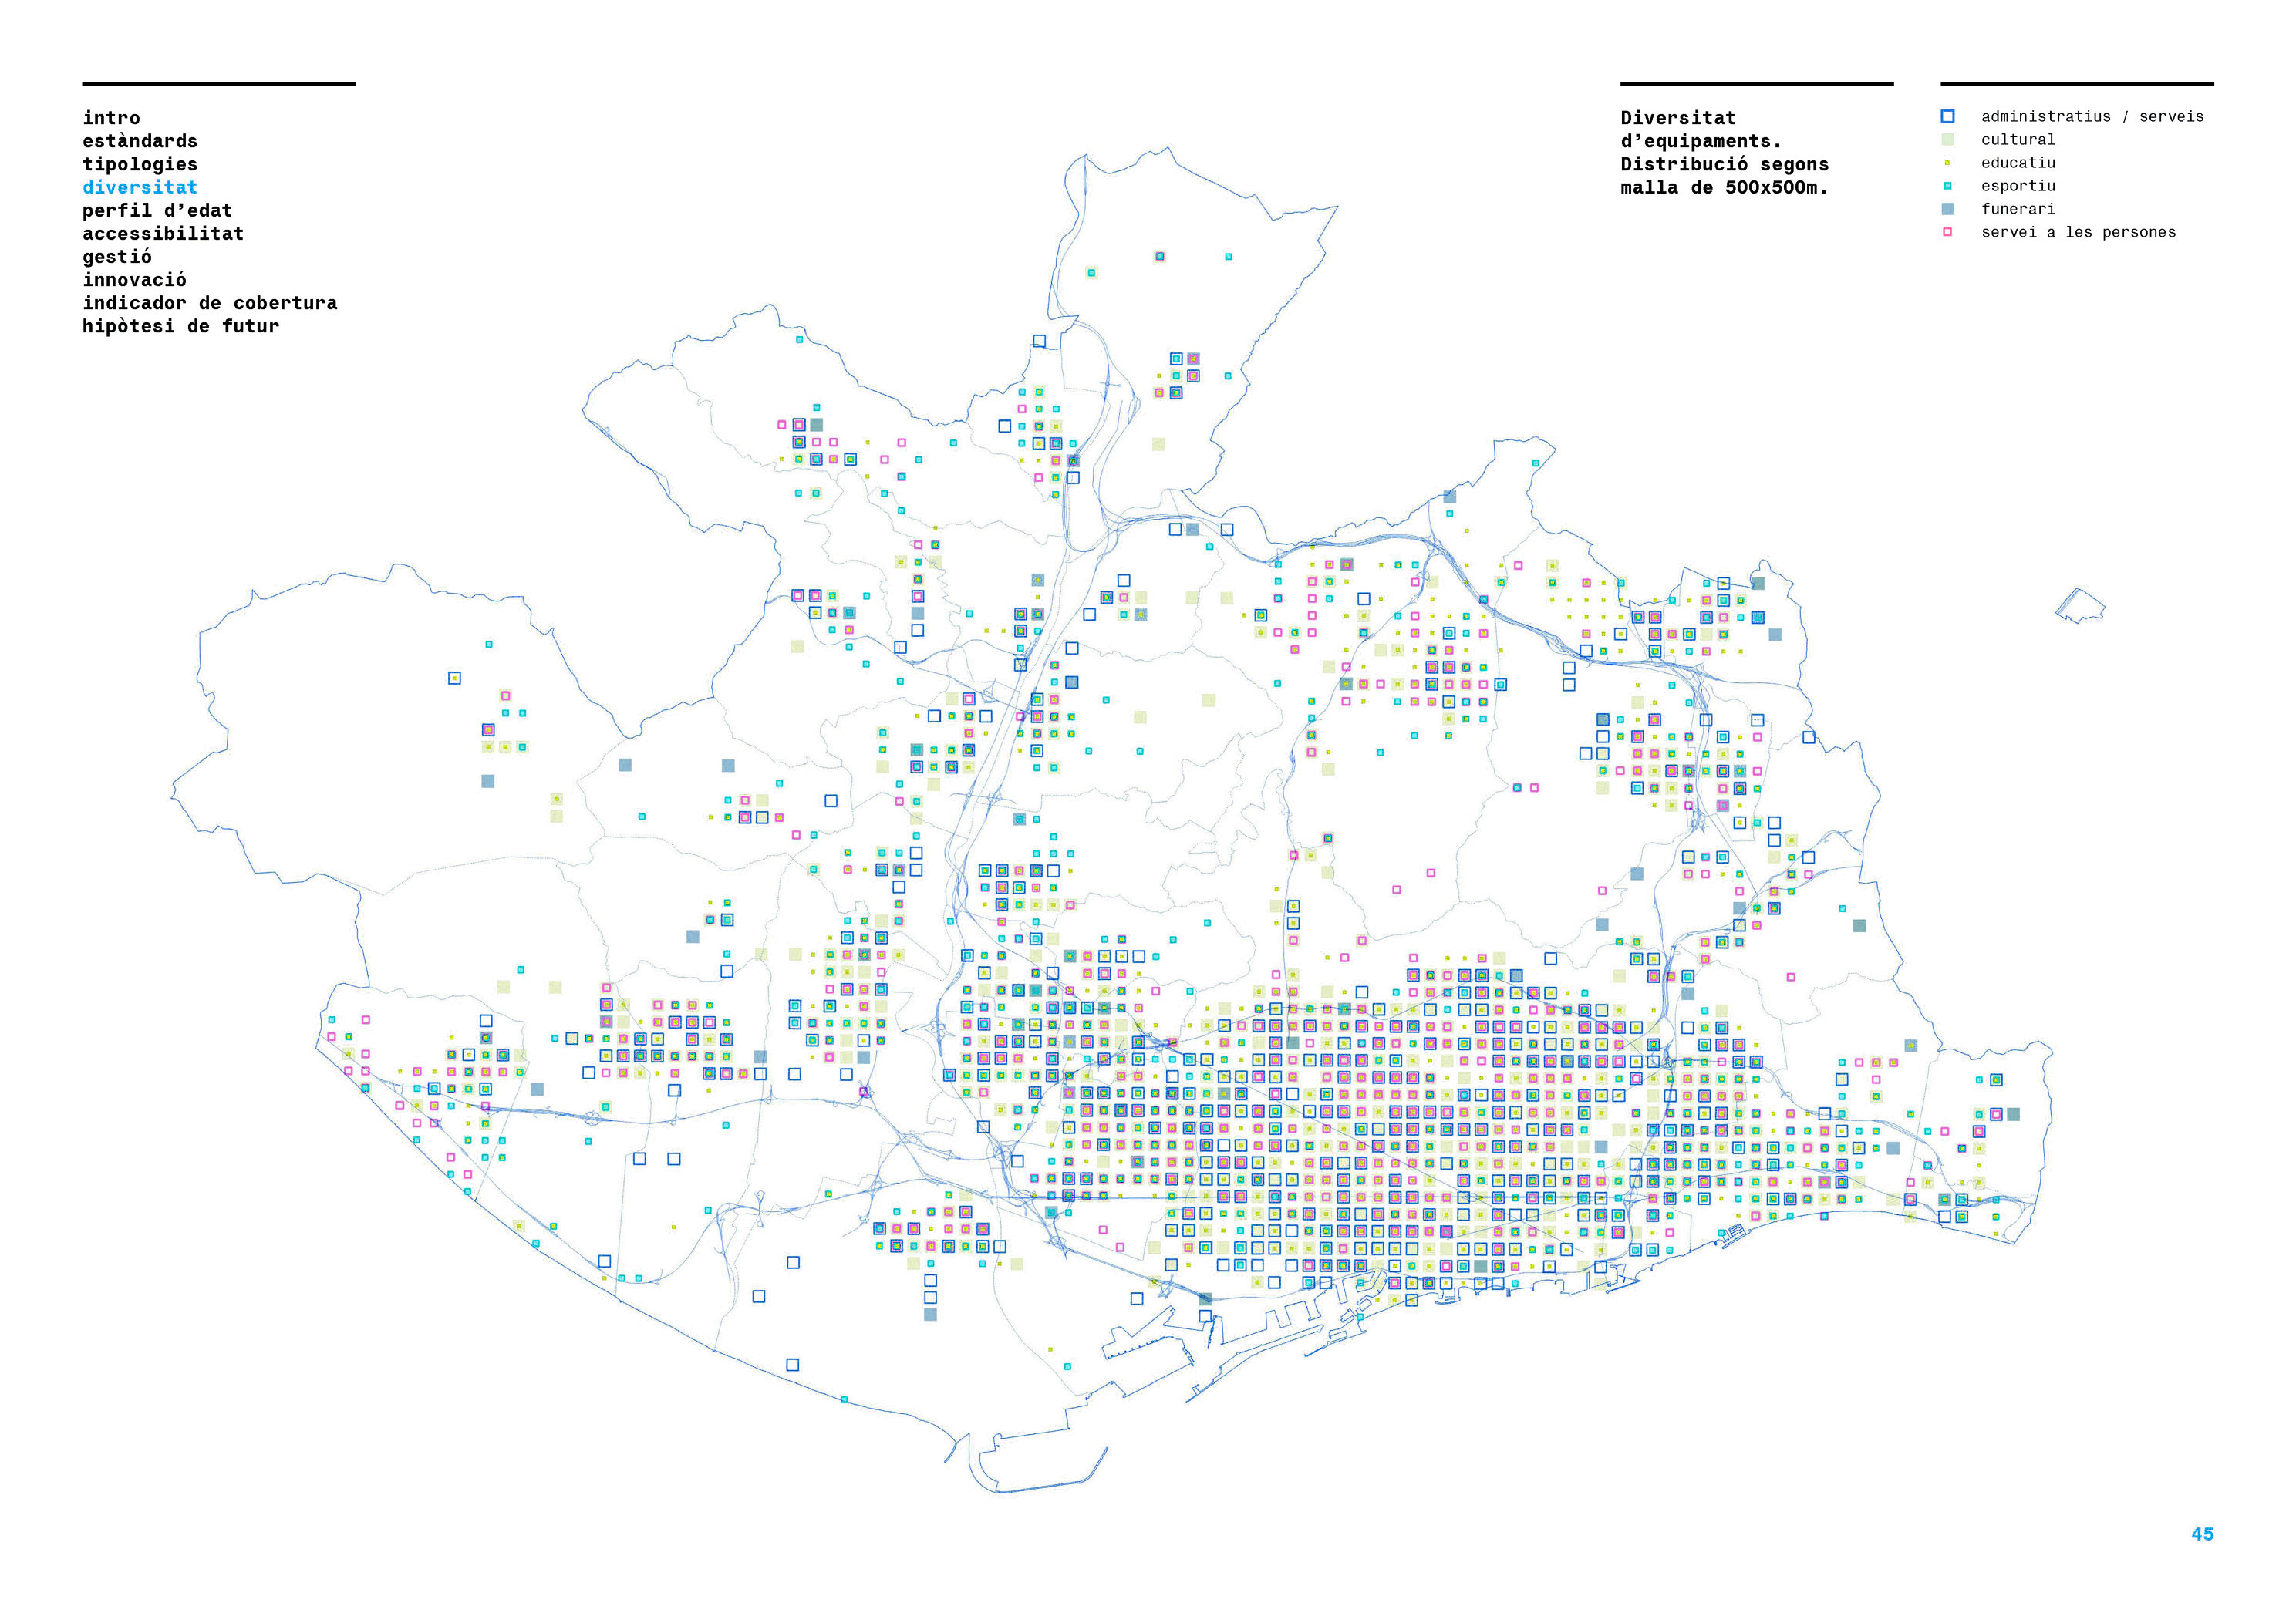 intro
estàndards
tipologies
diversitat
perfil d’edat
accessibilitat
gestió
innovació
indicador de cobertura
hipòtesi de futur
Diversitat
d’equipaments.
Distribució segons
malla de 500x500m.
administratius / serveis
cultural
educatiu
esportiu
funerari
servei a les persones
45